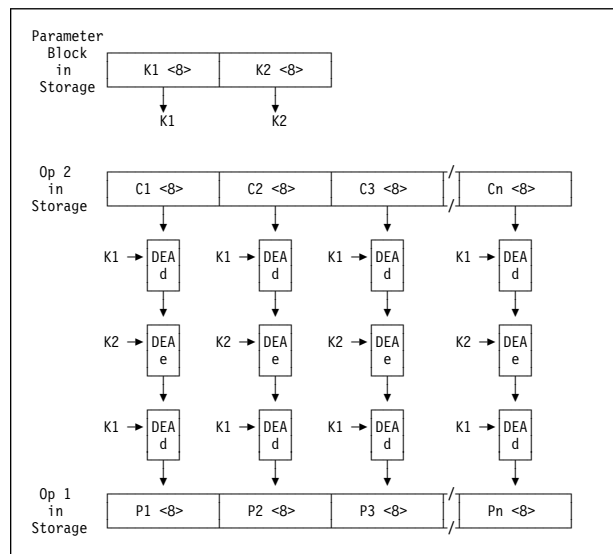 Parameter
Block
in
Storage
K1 <8> K2 <8>
K1 K2
Op 2
in
Storage
C1 <8> C2 <8> C3 <8> / / Cn <8>
K1 DEA d K1 DEA d K1 DEA d K1 DEA d
K2 DEA e K2 DEA e K2 DEA e K2 DEA e
K1 DEA d K1 DEA d K1 DEA d K1 DEA d
Op 1
in
Storage
P1 <8> P2 <8> P3 <8> / / Pn <8>